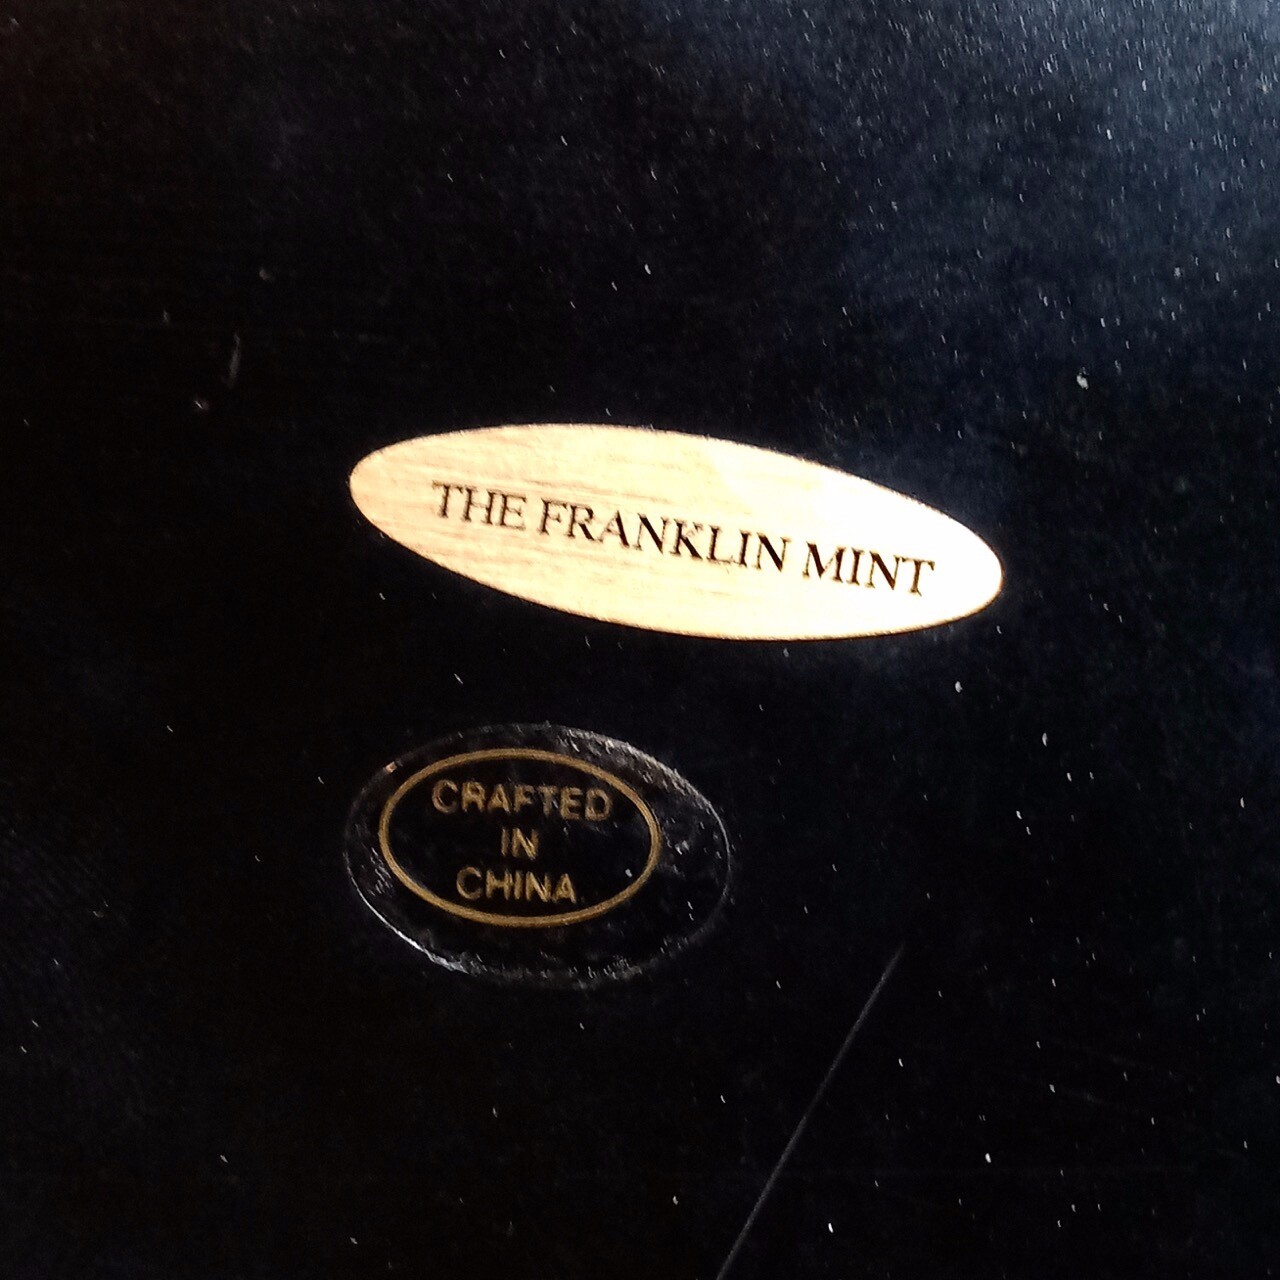 THE FRANKLIN MINT
CRAFTED
IN
CHINA